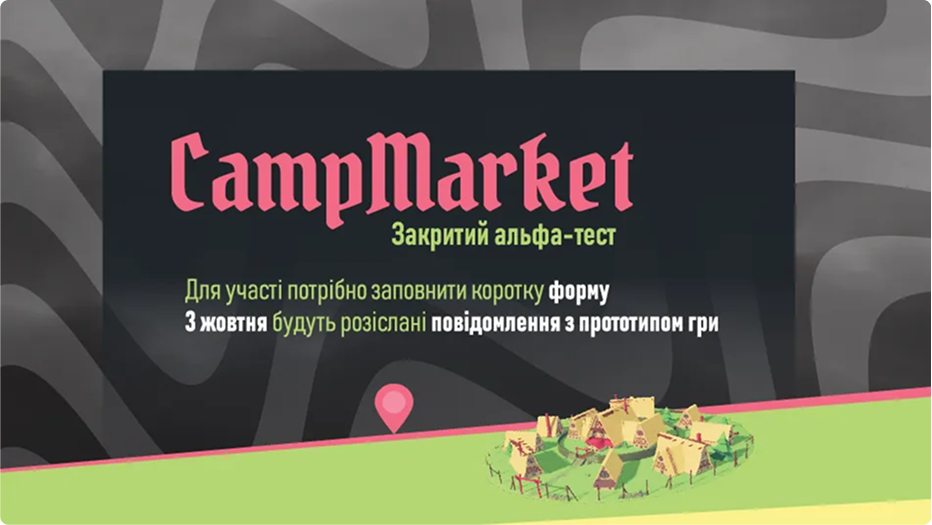 CampMarket
Закритий альфа-тест
Для участі потрібно заповнити коротку форму
3 жовтня будуть розіслані повідомлення з прототипом гри